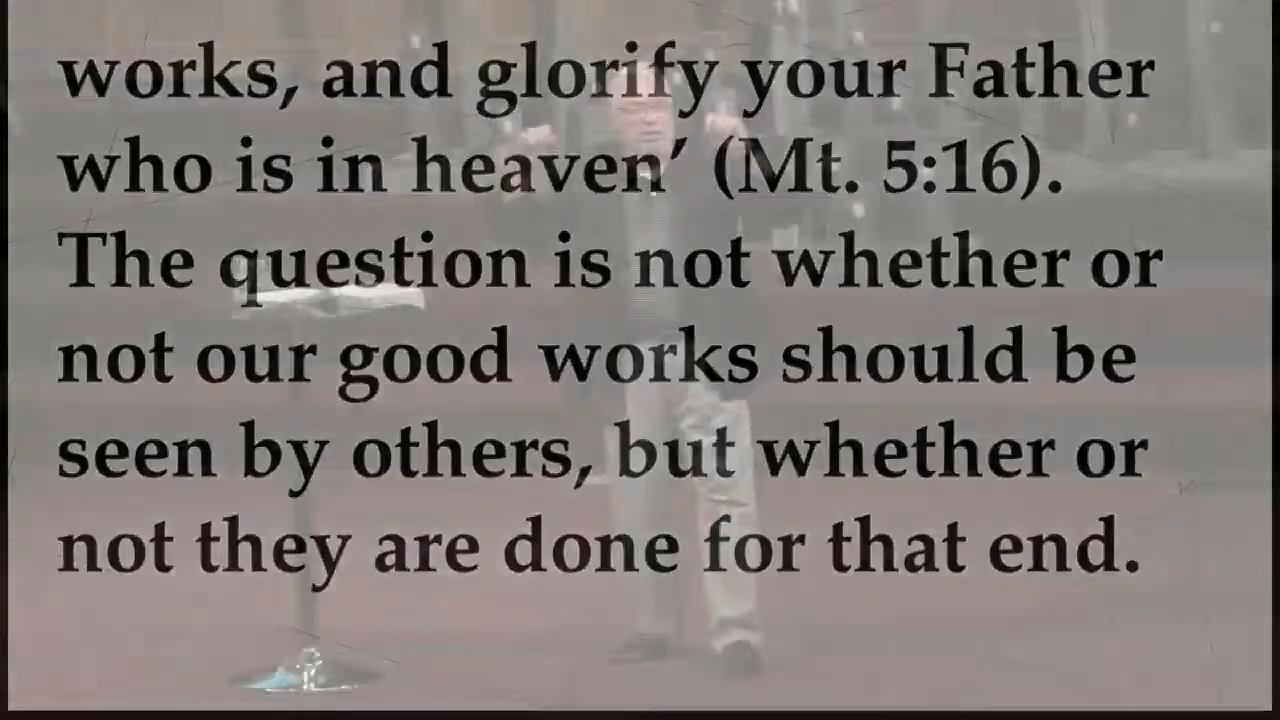 works, and glorify your Father
who is in heaven’ (Mt. 5:16).
The question is not whether or
not our good works should be
seen by others, but whether or
not they are done for that end.